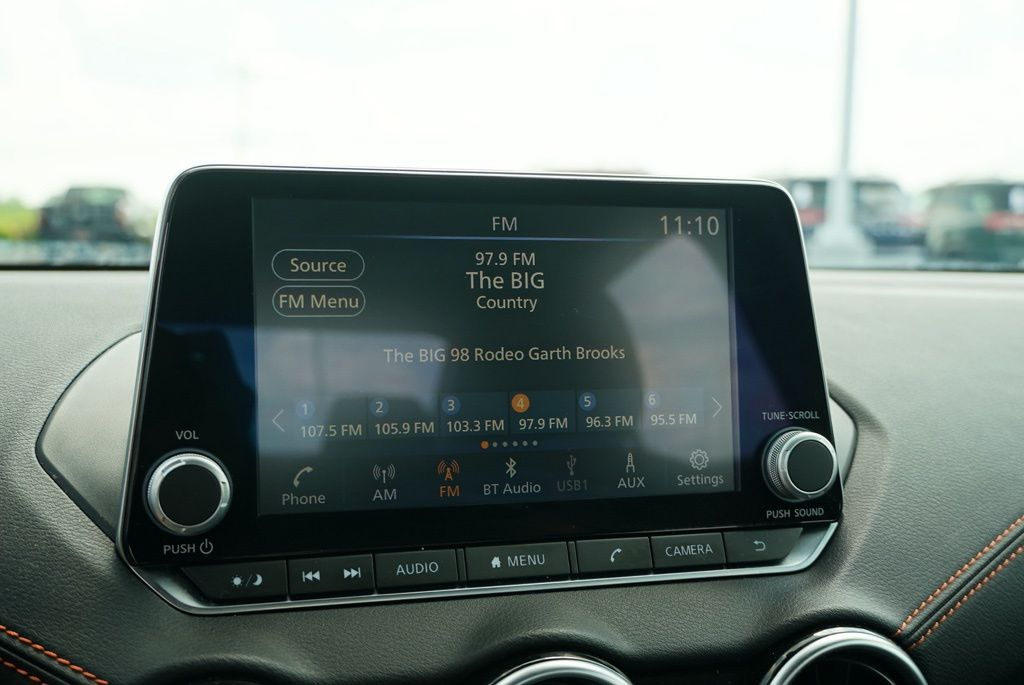 FM 11:10
Source
97.9 FM
The BIG
FM Menu
Country
The BIG 98 Rodeo Garth Brooks
1 2 3 4 5 6
107.5 FM 105.9 FM 103.3 FM 97.9 FM 96.3 FM 95.5 FM
Phone AM FM BT Audio USB1 AUX Settings
VOL
PUSH
TUNE·SCROLL
PUSH SOUND
AUDIO MENU CAMERA